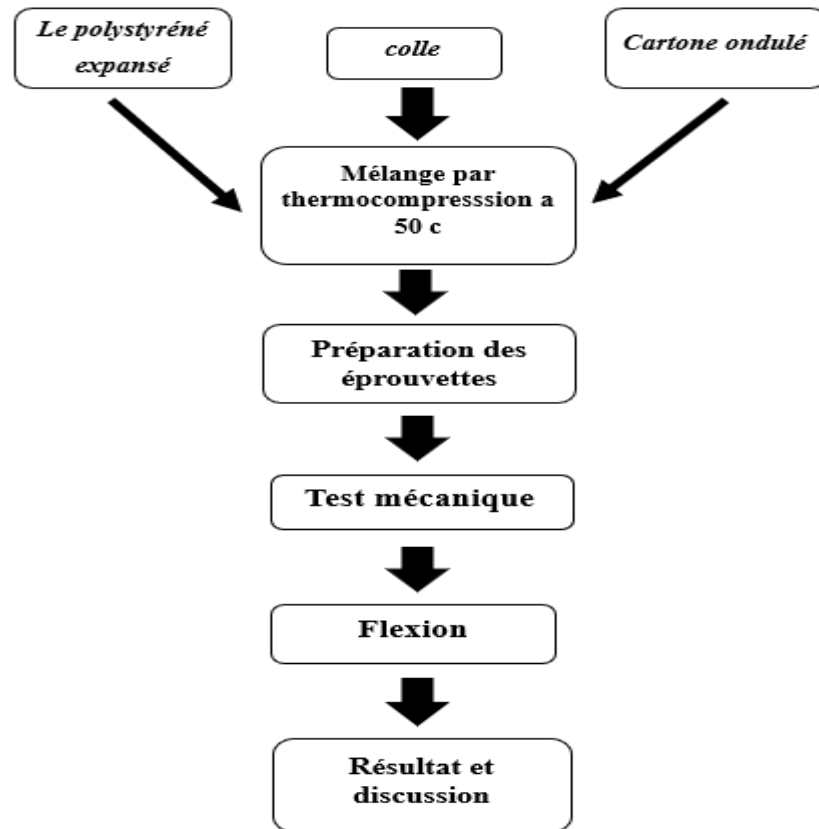 Le polystyréné
expansé
colle
Cartone ondulé
Mélange par
thermocompresssion a
50 c
Préparation des
éprouvettes
Test mécanique
Flexion
Résultat et
discussion